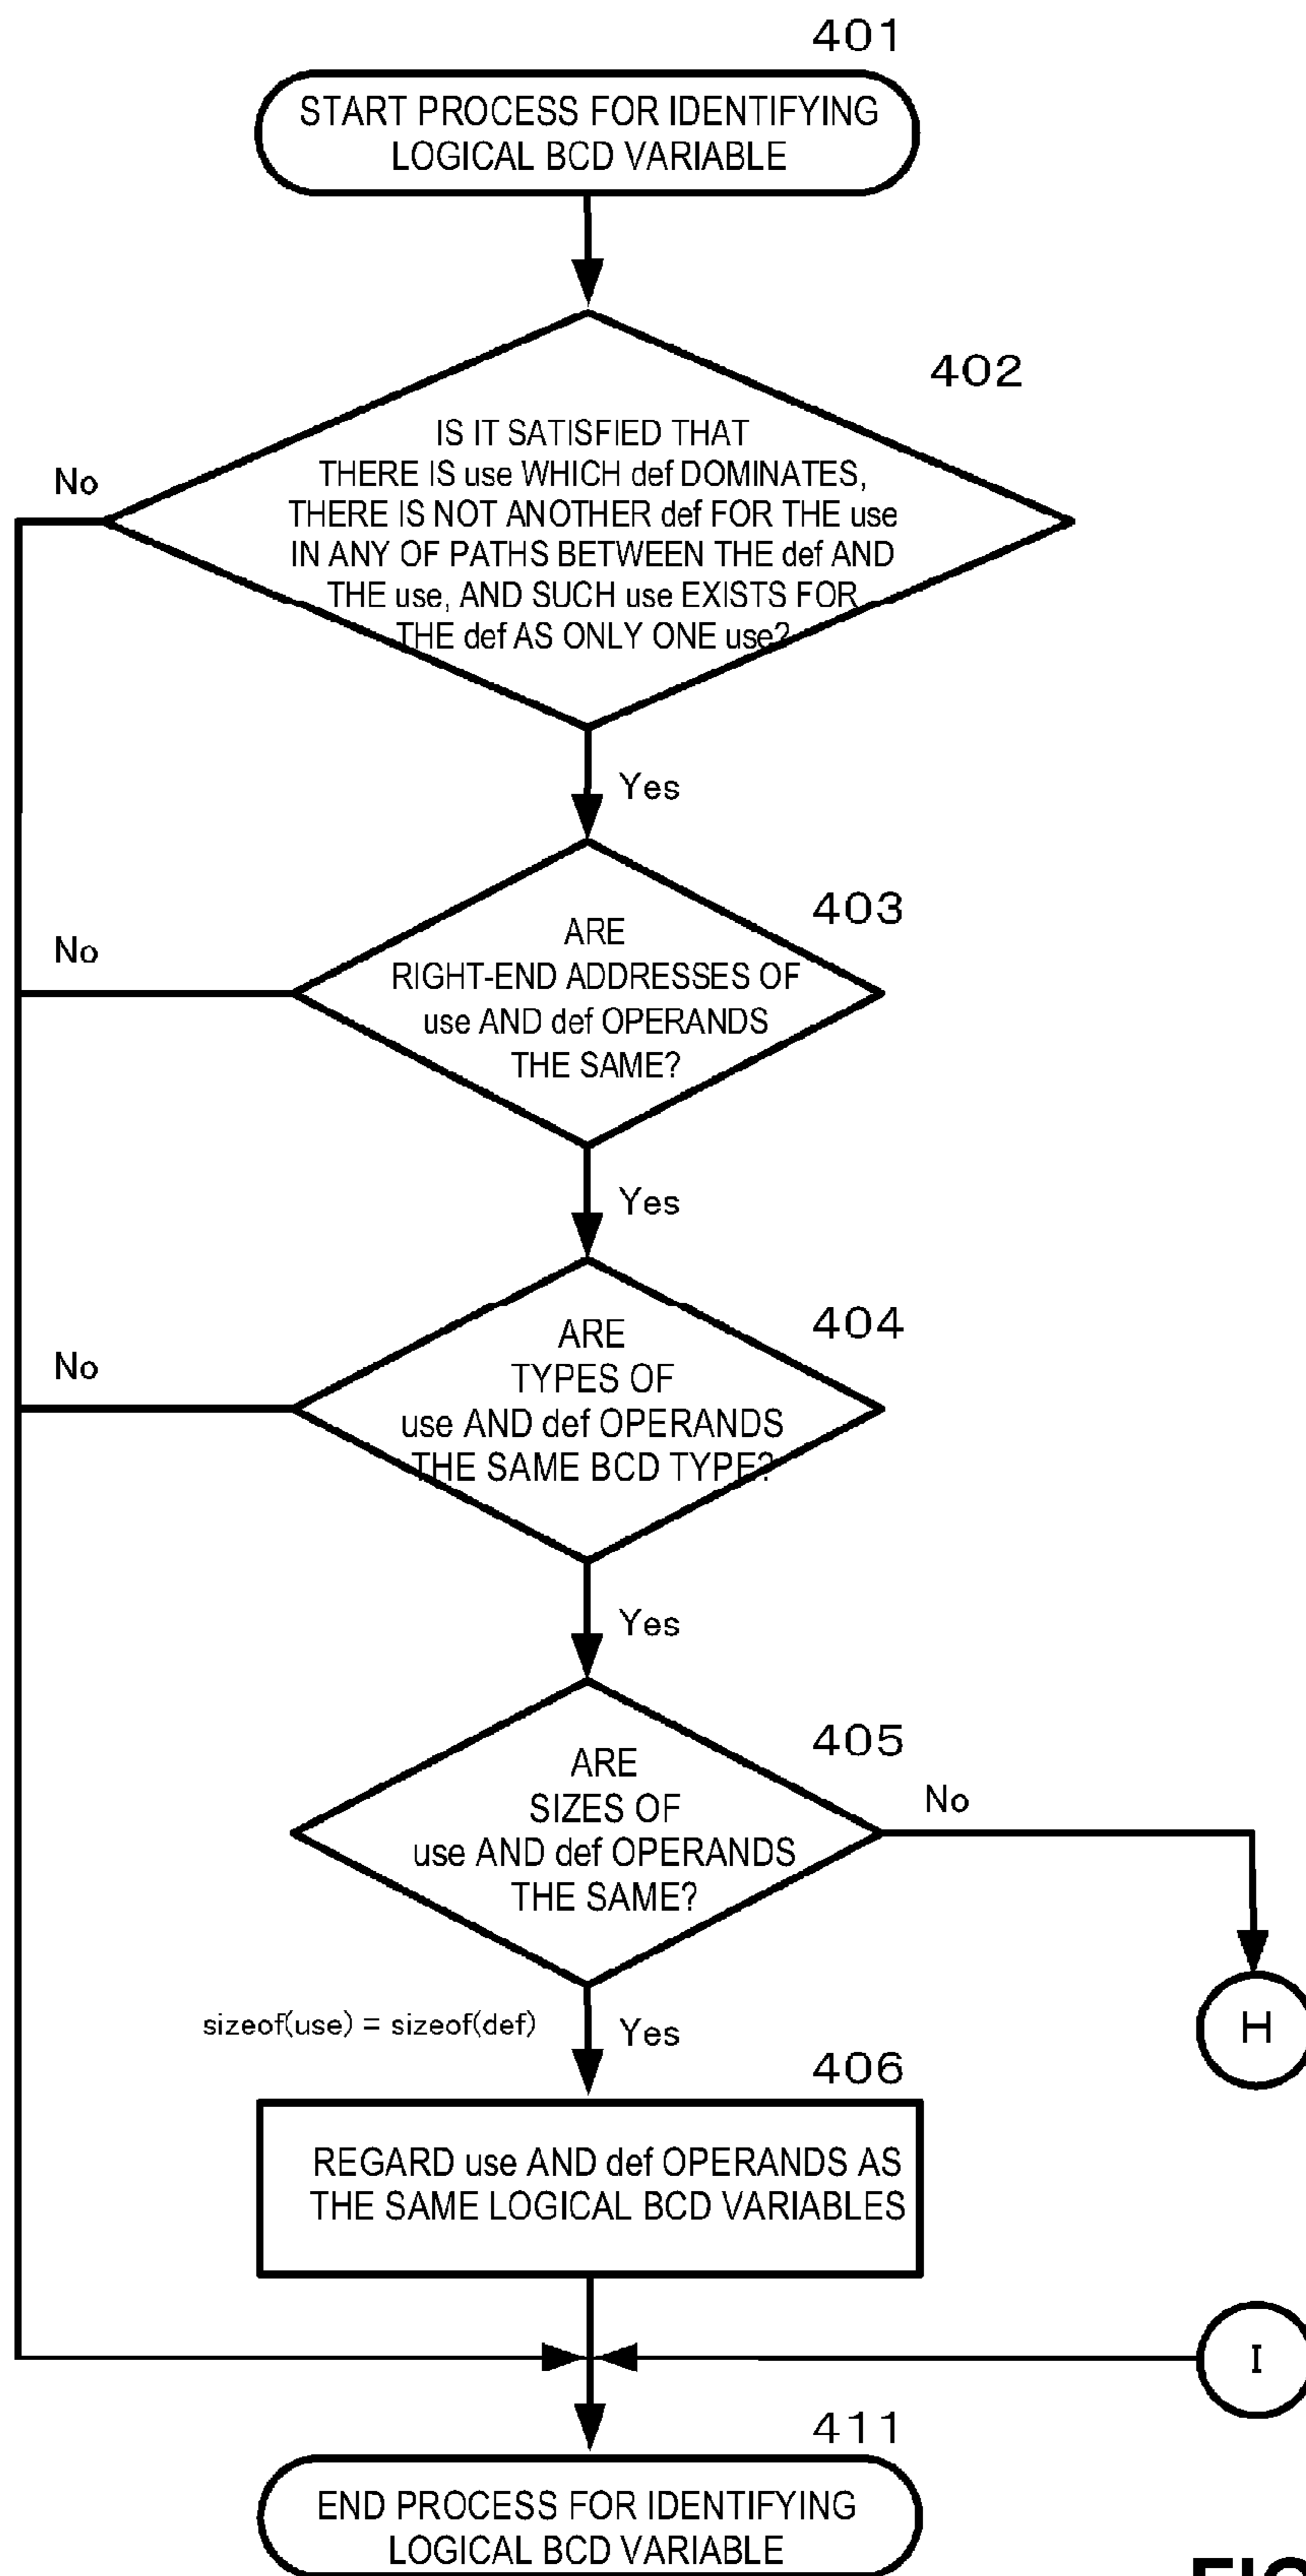 401
START PROCESS FOR IDENTIFYING
LOGICAL BCD VARIABLE
402
IS IT SATISFIED THAT
THERE IS use WHICH def DOMINATES,
THERE IS NOT ANOTHER def FOR THE use
IN ANY OF PATHS BETWEEN THE def AND
THE use, AND SUCH use EXISTS FOR
THE def AS ONLY ONE use?
No
Yes
403
ARE
RIGHT-END ADDRESSES OF
use AND def OPERANDS
THE SAME?
No
Yes
404
ARE
TYPES OF
use AND def OPERANDS
THE SAME BCD TYPE?
No
Yes
405
ARE
SIZES OF
use AND def OPERANDS
THE SAME?
No
H
sizeof(use) = sizeof(def)
Yes
406
REGARD use AND def OPERANDS AS
THE SAME LOGICAL BCD VARIABLES
I
411
END PROCESS FOR IDENTIFYING
LOGICAL BCD VARIABLE